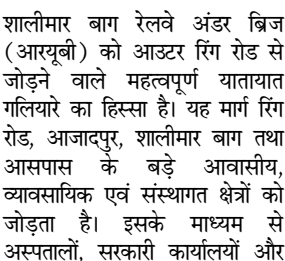 शालीमार बाग रेलवे अंडर ब्रिज
(आरयूबी) को आउटर रिंग रोड से
जोड़ने वाले महत्वपूर्ण यातायात
गलियारे का हिस्सा है। यह मार्ग रिंग
रोड, आजादपुर, शालीमार बाग तथा
आसपास के बड़े आवासीय,
व्यावसायिक एवं संस्थागत क्षेत्रों को
जोड़ता है। इसके माध्यम से
अस्पतालों, सरकारी कार्यालयों और